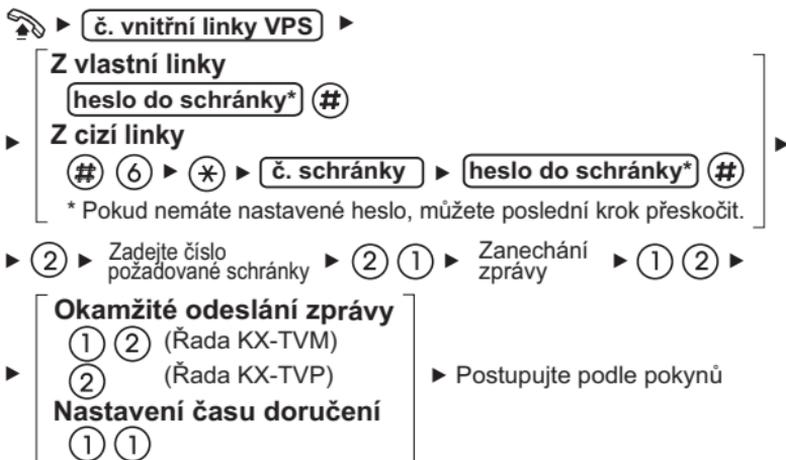 ► č. vnitřní linky VPS ►
Z vlastní linky
heslo do schránky* #
► Z cizí linky ►
# 6 ► * ► č. schránky ► heslo do schránky* #
* Pokud nemáte nastavené heslo, můžete poslední krok přeskočit.
► 2 ► Zadejte číslo požadované schránky ► 2 1 ► Zanechání zprávy ► 1 2 ►
Okamžité odeslání zprávy
1 2 (Řada KX-TVM)
► 2 (Řada KX-TVP) ► Postupujte podle pokynů
Nastavení času doručení
1 1